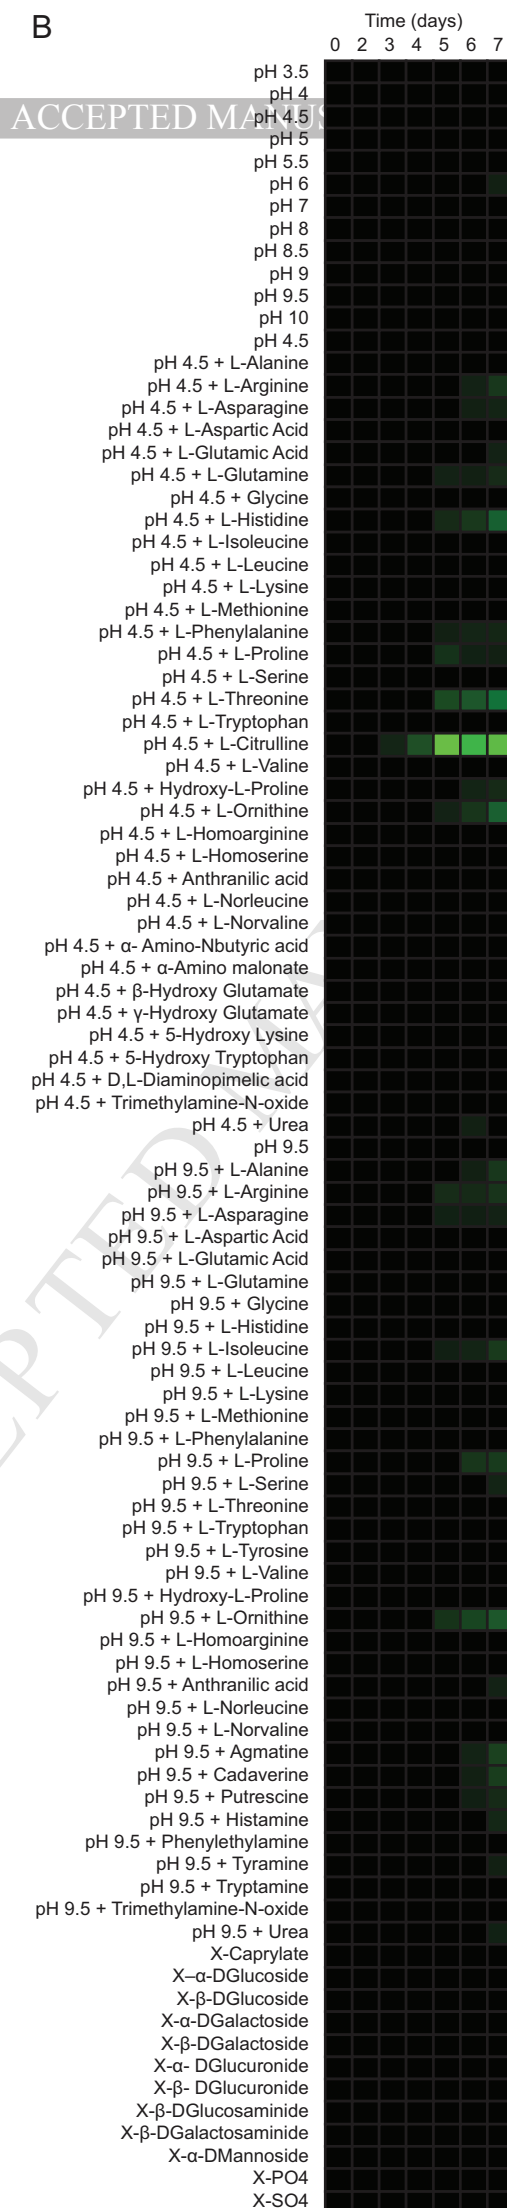 B
Time (days)
0 2 3 4 5 6 7
pH 3.5
pH 4
ACCEPTED MANUS
pH 4.5
pH 5
pH 5.5
pH 6
pH 7
pH 8
pH 8.5
pH 9
pH 9.5
pH 10
pH 4.5
pH 4.5 + L-Alanine
pH 4.5 + L-Arginine
pH 4.5 + L-Asparagine
pH 4.5 + L-Aspartic Acid
pH 4.5 + L-Glutamic Acid
pH 4.5 + L-Glutamine
pH 4.5 + Glycine
pH 4.5 + L-Histidine
pH 4.5 + L-Isoleucine
pH 4.5 + L-Leucine
pH 4.5 + L-Lysine
pH 4.5 + L-Methionine
pH 4.5 + L-Phenylalanine
pH 4.5 + L-Proline
pH 4.5 + L-Serine
pH 4.5 + L-Threonine
pH 4.5 + L-Tryptophan
pH 4.5 + L-Citrulline
pH 4.5 + L-Valine
pH 4.5 + Hydroxy-L-Proline
pH 4.5 + L-Ornithine
pH 4.5 + L-Homoarginine
pH 4.5 + L-Homoserine
pH 4.5 + Anthranilic acid
pH 4.5 + L-Norleucine
pH 4.5 + L-Norvaline
pH 4.5 + α- Amino-Nbutyric acid
pH 4.5 + α-Amino malonate
pH 4.5 + β-Hydroxy Glutamate
pH 4.5 + γ-Hydroxy Glutamate
pH 4.5 + 5-Hydroxy Lysine
pH 4.5 + 5-Hydroxy Tryptophan
pH 4.5 + D,L-Diaminopimelic acid
pH 4.5 + Trimethylamine-N-oxide
pH 4.5 + Urea
pH 9.5
pH 9.5 + L-Alanine
pH 9.5 + L-Arginine
pH 9.5 + L-Asparagine
pH 9.5 + L-Aspartic Acid
pH 9.5 + L-Glutamic Acid
pH 9.5 + L-Glutamine
pH 9.5 + Glycine
pH 9.5 + L-Histidine
pH 9.5 + L-Isoleucine
pH 9.5 + L-Leucine
pH 9.5 + L-Lysine
pH 9.5 + L-Methionine
pH 9.5 + L-Phenylalanine
pH 9.5 + L-Proline
pH 9.5 + L-Serine
pH 9.5 + L-Threonine
pH 9.5 + L-Tryptophan
pH 9.5 + L-Tyrosine
pH 9.5 + L-Valine
pH 9.5 + Hydroxy-L-Proline
pH 9.5 + L-Ornithine
pH 9.5 + L-Homoarginine
pH 9.5 + L-Homoserine
pH 9.5 + Anthranilic acid
pH 9.5 + L-Norleucine
pH 9.5 + L-Norvaline
pH 9.5 + Agmatine
pH 9.5 + Cadaverine
pH 9.5 + Putrescine
pH 9.5 + Histamine
pH 9.5 + Phenylethylamine
pH 9.5 + Tyramine
pH 9.5 + Tryptamine
pH 9.5 + Trimethylamine-N-oxide
pH 9.5 + Urea
X-Caprylate
X–α-DGlucoside
X-β-DGlucoside
X-α-DGalactoside
X-β-DGalactoside
X-α- DGlucuronide
X-β- DGlucuronide
X-β-DGlucosaminide
X-β-DGalactosaminide
X-α-DMannoside
X-PO4
X-SO4
EPTED MA